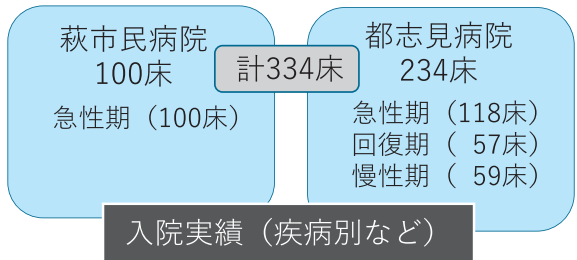 萩市民病院
100床
急性期（100床）
計334床
都志見病院
234床
急性期（118床）
回復期（ 57床）
慢性期（ 59床）
入院実績（疾病別など）